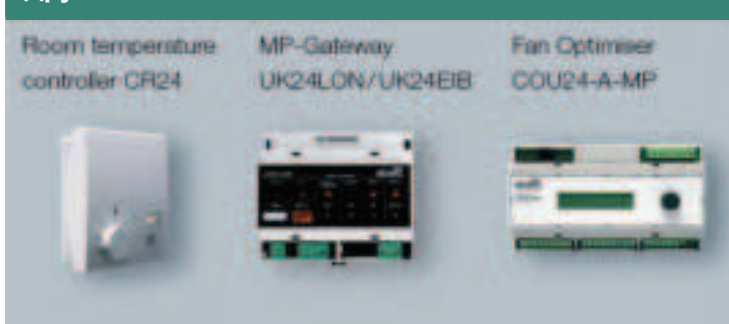 Room temperature
controller CR24
MP-Gateway
UK24LON/UK24EIB
Fan Optimiser
COU24-A-MP